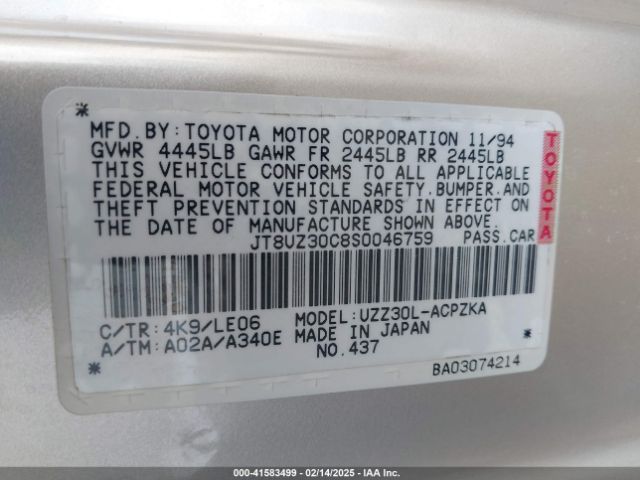 MFD. BY: TOYOTA MOTOR CORPORATION 11/94
GVWR 4445LB GAWR FR 2445LB RR 2445LB
THIS VEHICLE CONFORMS TO ALL APPLICABLE
FEDERAL MOTOR VEHICLE SAFETY.BUMPER.AND
THEFT PREVENTION STANDARDS IN EFFECT ON
THE DATE OF MANUFACTURE SHOWN ABOVE.
JT8UZ30C8S0046759 PASS.CAR
TOYOTA
C/TR: 4K9/LE06 MODEL: UZZ30L-ACPZKA
A/TM: A02A/A340E MADE IN JAPAN
NO. 437
BA03074214
000-41583499 - 02/14/2025 - IAA Inc.